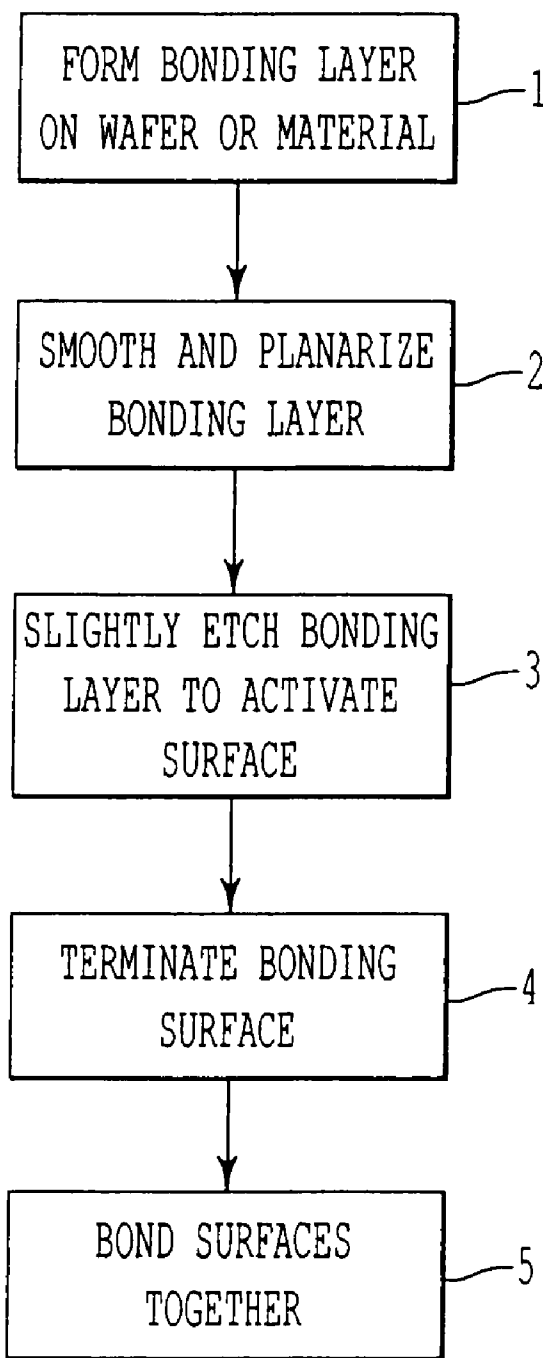 FORM BONDING LAYER
ON WAFER OR MATERIAL
1
SMOOTH AND PLANARIZE
BONDING LAYER
2
SLIGHTLY ETCH BONDING
LAYER TO ACTIVATE
SURFACE
3
TERMINATE BONDING
SURFACE
4
BOND SURFACES
TOGETHER
5